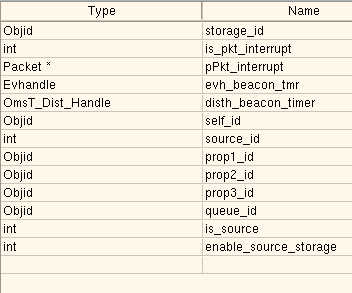 Type Name
Objid storage_id
int is_pkt_interrupt
Packet * pPkt_interrupt
Evhandle evh_beacon_tmr
OmsT_Dist_Handle disth_beacon_timer
Objid self_id
int source_id
Objid prop1_id
Objid prop2_id
Objid prop3_id
Objid queue_id
int is_source
int enable_source_storage